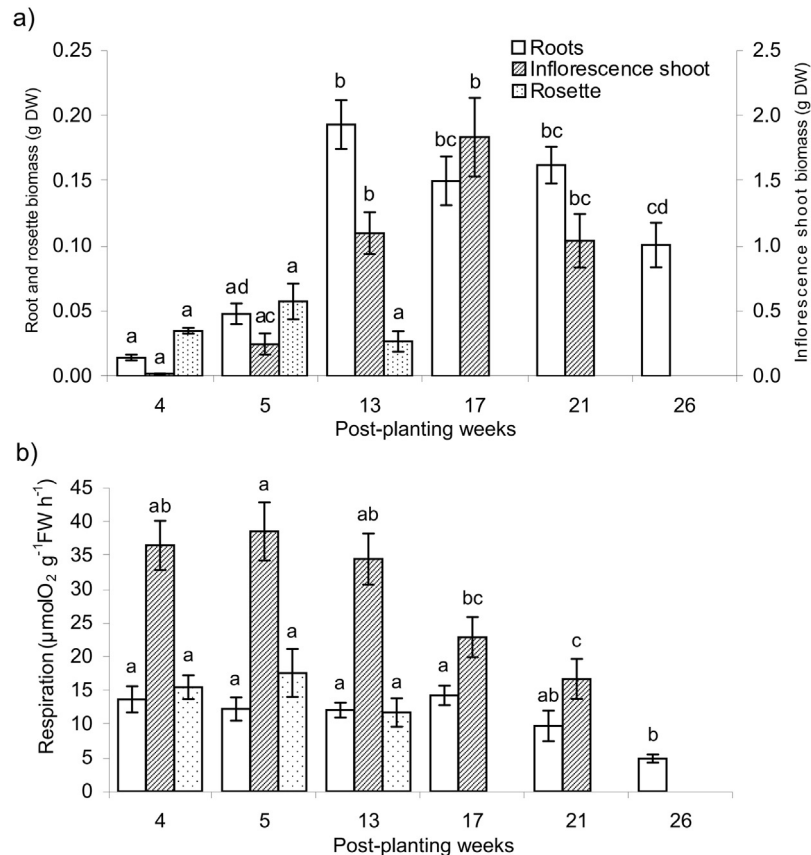 a)
Roots
Inflorescence shoot
Rosette
Root and rosette biomass (g DW)
0.25
0.20
0.15
0.10
0.05
0.00
Inflorescence shoot biomass (g DW)
2.5
2.0
1.5
1.0
0.5
0.0
a a a
ad ac a
b b a
bc b
bc bc
cd
4 5 13 17 21 26
Post-planting weeks
b)
Respiration (µmolO₂ g⁻¹FW h⁻¹)
45
40
35
30
25
20
15
10
5
0
a ab a
a a a
a ab a
a bc
ab c
b
4 5 13 17 21 26
Post-planting weeks